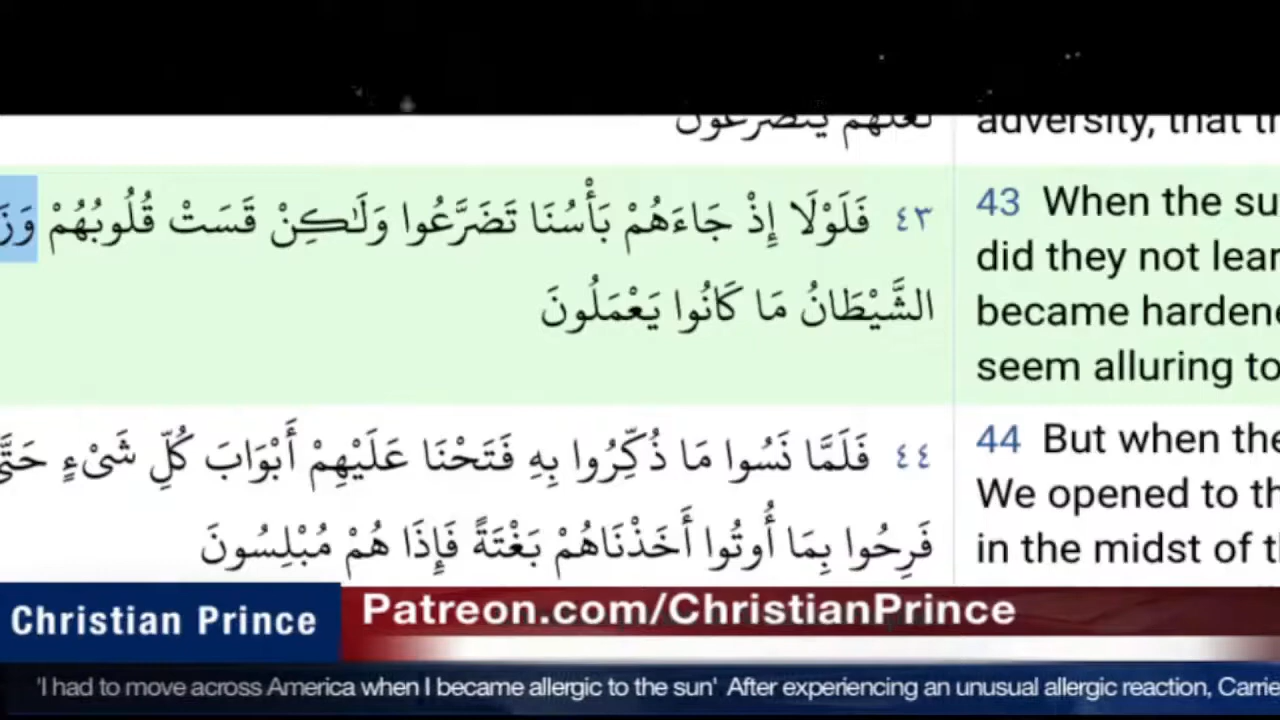 لعلهم يتضرعون
adversity, that
٤٣ فَلَوْلَا إِذْ جَاءَهُمْ بَأْسُنَا تَضَرَّعُوا وَلَٰكِنْ قَسَتْ قُلُوبُهُمْ
الشَّيْطَانُ مَا كَانُوا يَعْمَلُونَ
43 When the su
did they not lear
became hardene
seem alluring to
٤٤ فَلَمَّا نَسُوا مَا ذُكِّرُوا بِهِ فَتَحْنَا عَلَيْهِمْ أَبْوَابَ كُلِّ شَىْءٍ حَتَّى
فَرِحُوا بِمَا أُوتُوا أَخَذْنَاهُمْ بَغْتَةً فَإِذَا هُمْ مُبْلِسُونَ
44 But when the
We opened to th
in the midst of t
Christian Prince
Patreon.com/ChristianPrince
'I had to move across America when I became allergic to the sun' After experiencing an unusual allergic reaction, Carrie